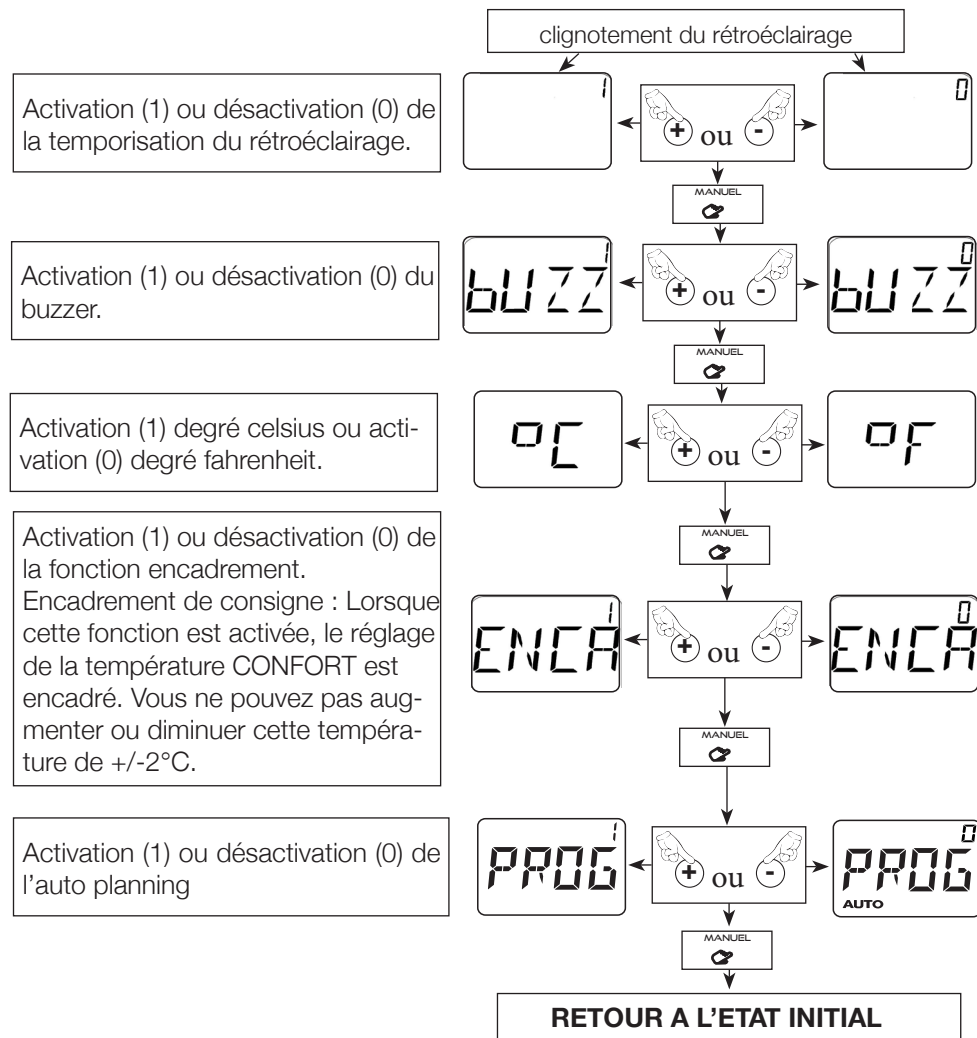 clignotement du rétroéclairage
Activation (1) ou désactivation (0) de
la temporisation du rétroéclairage.
1
+ ou -
0
MANUEL
Activation (1) ou désactivation (0) du
buzzer.
1
bUZZ
+ ou -
0
bUZZ
MANUEL
Activation (1) degré celsius ou acti-
vation (0) degré fahrenheit.
°C
+ ou -
°F
MANUEL
Activation (1) ou désactivation (0) de
la fonction encadrement.
Encadrement de consigne : Lorsque
cette fonction est activée, le réglage
de la température CONFORT est
encadré. Vous ne pouvez pas aug-
menter ou diminuer cette tempéra-
ture de +/-2°C.
1
ENCA
+ ou -
0
ENCA
MANUEL
Activation (1) ou désactivation (0) de
l'auto planning
1
PROG
+ ou -
0
PROG
AUTO
MANUEL
RETOUR A L'ETAT INITIAL